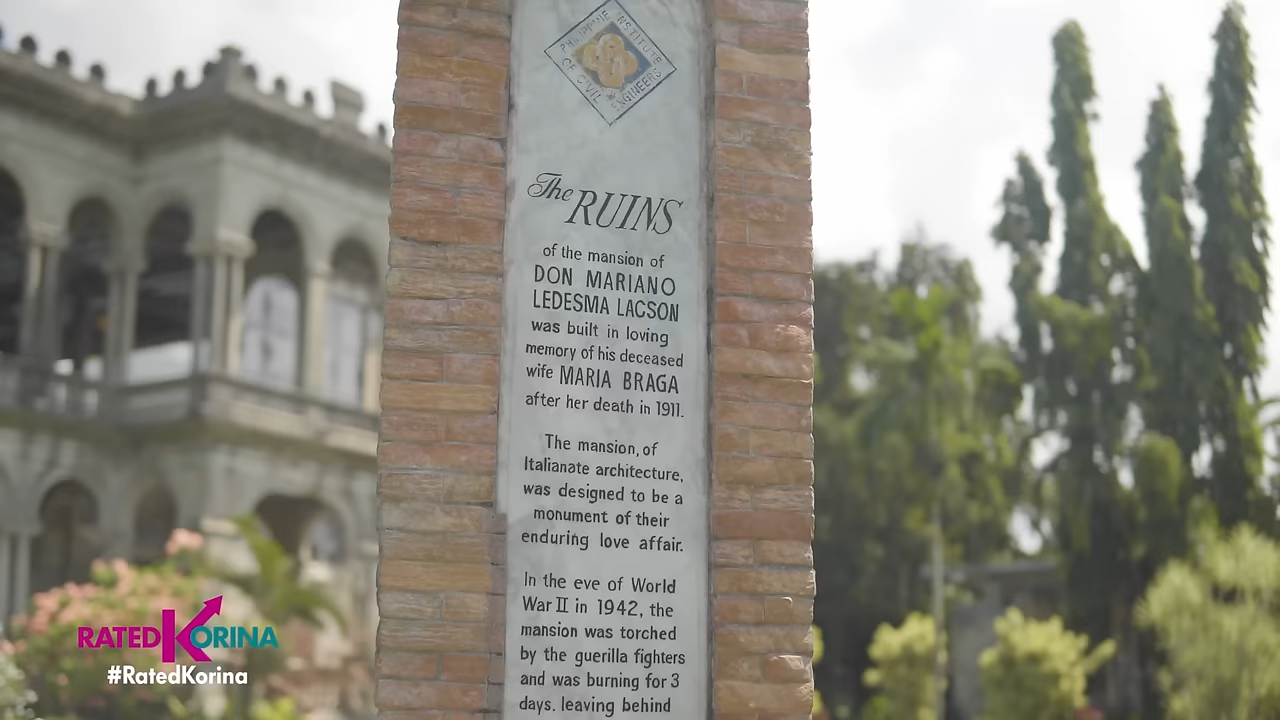 PHILIPPINE INSTITUTE
OF CIVIL ENGINEERS
The RUINS
of the mansion of
DON MARIANO
LEDESMA LACSON
was built in loving
memory of his deceased
wife MARIA BRAGA
after her death in 1911.
The mansion, of
Italianate architecture,
was designed to be a
monument of their
enduring love affair.
In the eve of World
War II in 1942, the
mansion was torched
by the guerilla fighters
and was burning for 3
days. leaving behind
RATED KORINA
#RatedKorina